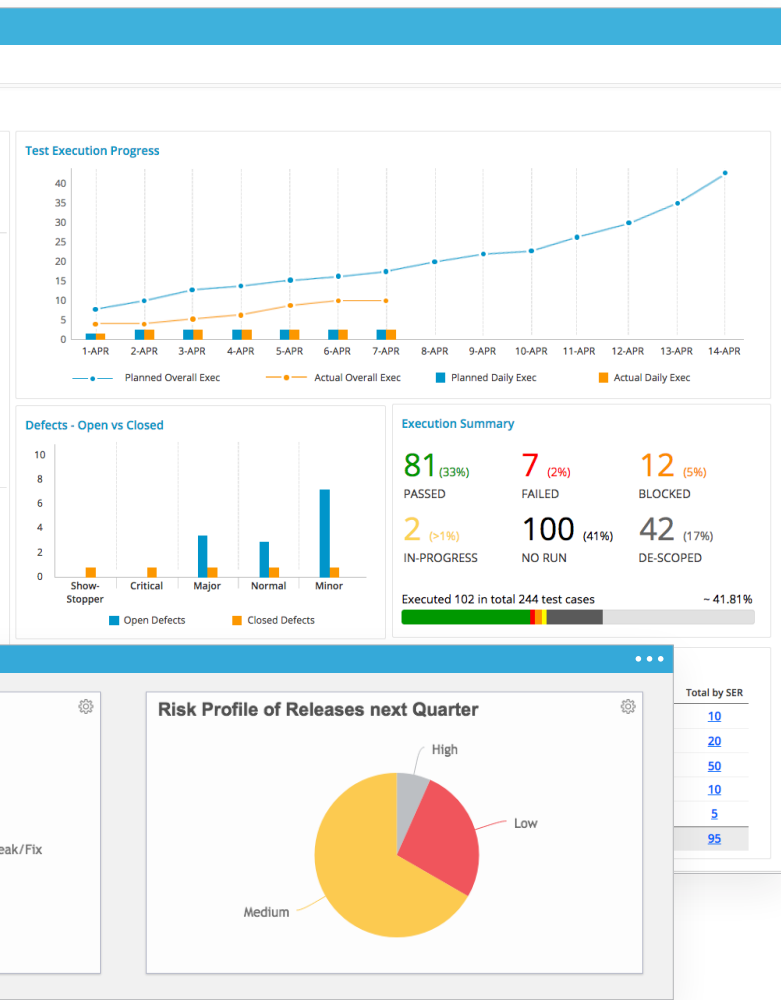 Test Execution Progress
40
35
30
25
20
15
10
5
0
1-APR 2-APR 3-APR 4-APR 5-APR 6-APR 7-APR 8-APR 9-APR 10-APR 11-APR 12-APR 13-APR 14-APR
Planned Overall Exec Actual Overall Exec Planned Daily Exec Actual Daily Exec
Defects - Open vs Closed
10
8
6
4
2
0
Show-
Stopper
Critical Major Normal Minor
Open Defects Closed Defects
Execution Summary
81 (33%) 7 (2%) 12 (5%)
PASSED FAILED BLOCKED
2 (>1%) 100 (41%) 42 (17%)
IN-PROGRESS NO RUN DE-SCOPED
Executed 102 in total 244 test cases ~ 41.81%
Total by SER
10
20
50
10
5
95
eak/Fix
Risk Profile of Releases next Quarter
High
Low
Medium